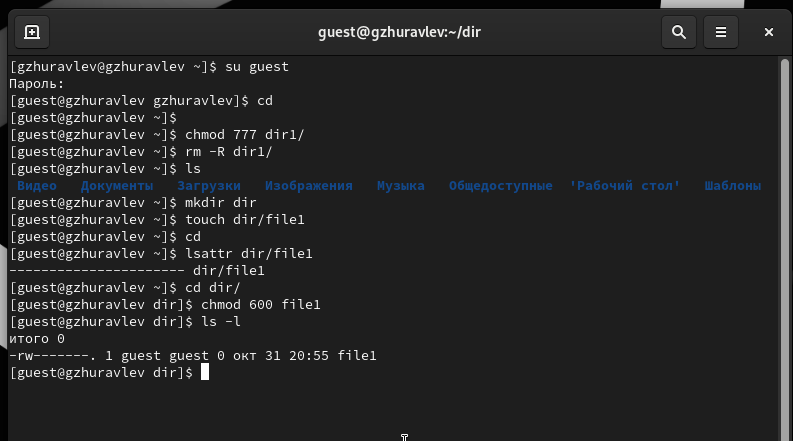 guest@gzhuravlev:~/dir
[gzhuravlev@gzhuravlev ~]$ su guest
Пароль:
[guest@gzhuravlev gzhuravlev]$ cd
[guest@gzhuravlev ~]$
[guest@gzhuravlev ~]$ chmod 777 dir1/
[guest@gzhuravlev ~]$ rm -R dir1/
[guest@gzhuravlev ~]$ ls
Видео   Документы   Загрузки   Изображения   Музыка   Общедоступные  'Рабочий стол'   Шаблоны
[guest@gzhuravlev ~]$ mkdir dir
[guest@gzhuravlev ~]$ touch dir/file1
[guest@gzhuravlev ~]$ cd
[guest@gzhuravlev ~]$ lsattr dir/file1
---------------------- dir/file1
[guest@gzhuravlev ~]$ cd dir/
[guest@gzhuravlev dir]$ chmod 600 file1
[guest@gzhuravlev dir]$ ls -l
итого 0
-rw-------. 1 guest guest 0 окт 31 20:55 file1
[guest@gzhuravlev dir]$